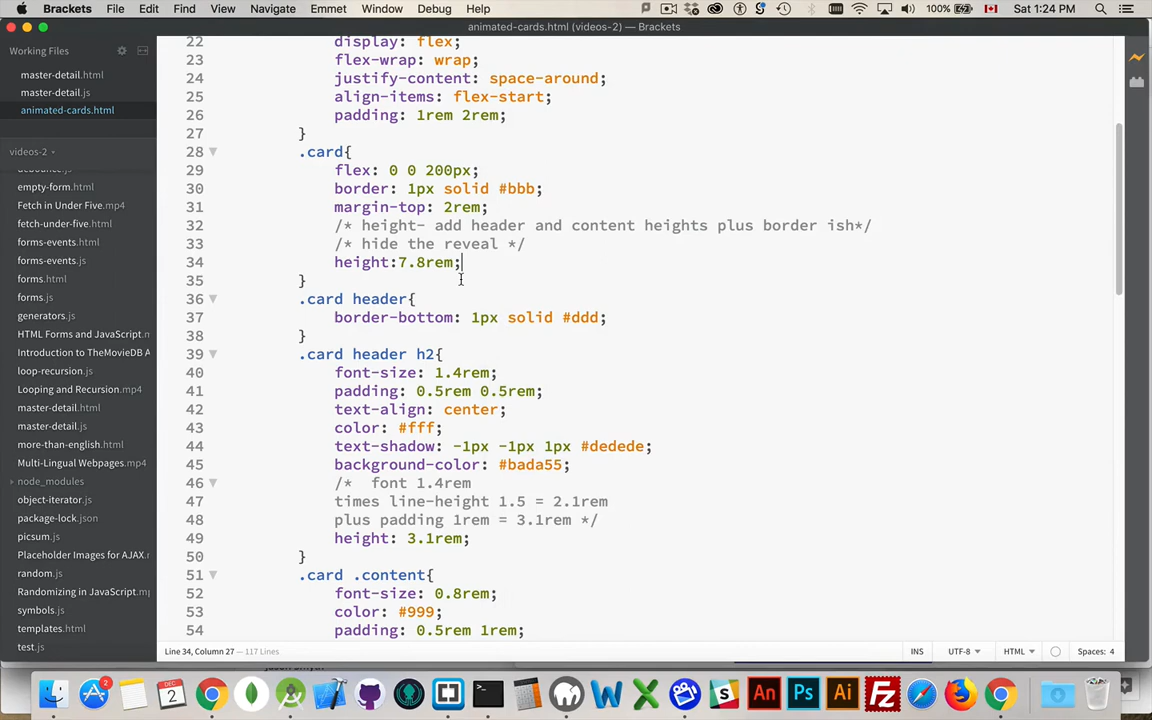 Brackets File Edit Find View Navigate Emmet Window Debug Help 100% Sat 1:24 PM
animated-cards.html (videos-2) — Brackets
Working Files
master-detail.html
master-detail.js
animated-cards.html
videos-2
debounce.js
empty-form.html
Fetch in Under Five.mp4
fetch-under-five.html
forms-events.html
forms-events.js
forms.html
forms.js
generators.js
HTML Forms and JavaScript.m
Introduction to TheMovieDB A
loop-recursion.js
Looping and Recursion.mp4
master-detail.html
master-detail.js
more-than-english.html
Multi-Lingual Webpages.mp4
node_modules
object-iterator.js
package-lock.json
picsum.js
Placeholder Images for AJAX.m
random.js
Randomizing in JavaScript.mp
symbols.js
templates.html
test.js
22 display: flex;
23 flex-wrap: wrap;
24 justify-content: space-around;
25 align-items: flex-start;
26 padding: 1rem 2rem;
27 }
28 .card{
29 flex: 0 0 200px;
30 border: 1px solid #bbb;
31 margin-top: 2rem;
32 /* height- add header and content heights plus border ish*/
33 /* hide the reveal */
34 height:7.8rem;
35 }
36 .card header{
37 border-bottom: 1px solid #ddd;
38 }
39 .card header h2{
40 font-size: 1.4rem;
41 padding: 0.5rem 0.5rem;
42 text-align: center;
43 color: #fff;
44 text-shadow: -1px -1px 1px #dedede;
45 background-color: #bada55;
46 /*  font 1.4rem
47 times line-height 1.5 = 2.1rem
48 plus padding 1rem = 3.1rem */
49 height: 3.1rem;
50 }
51 .card .content{
52 font-size: 0.8rem;
53 color: #999;
54 padding: 0.5rem 1rem;
Line 34, Column 27 — 117 Lines
INS UTF-8 HTML Spaces: 4
2
DEC
2
An Ps Ai Fz